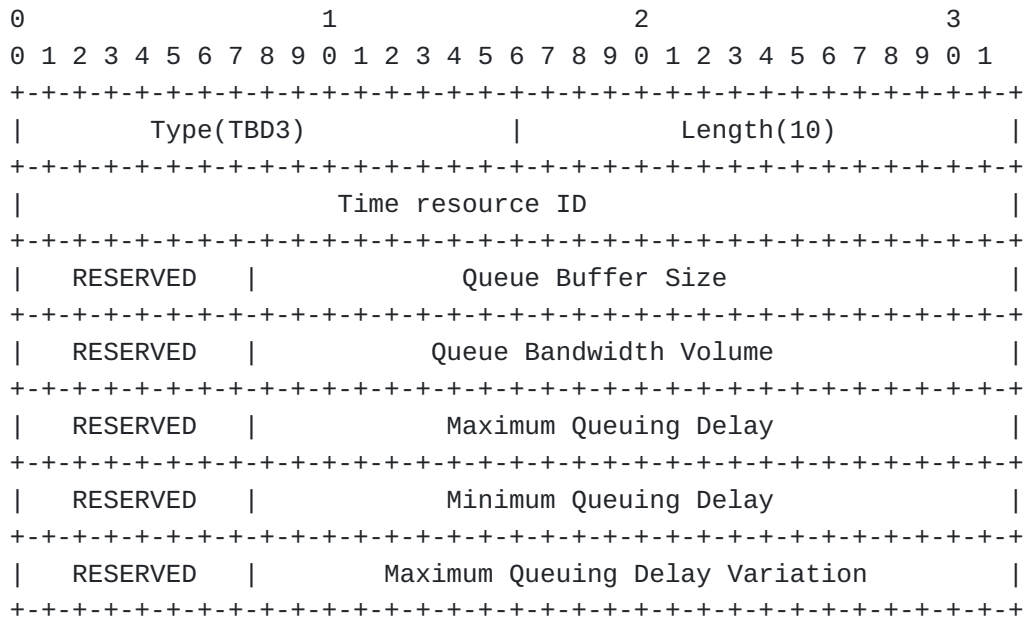 0                   1                   2                   3
0 1 2 3 4 5 6 7 8 9 0 1 2 3 4 5 6 7 8 9 0 1 2 3 4 5 6 7 8 9 0 1
+-+-+-+-+-+-+-+-+-+-+-+-+-+-+-+-+-+-+-+-+-+-+-+-+-+-+-+-+-+-+-+-+
|        Type(TBD3)             |          Length(10)           |
+-+-+-+-+-+-+-+-+-+-+-+-+-+-+-+-+-+-+-+-+-+-+-+-+-+-+-+-+-+-+-+-+
|                    Time resource ID                           |
+-+-+-+-+-+-+-+-+-+-+-+-+-+-+-+-+-+-+-+-+-+-+-+-+-+-+-+-+-+-+-+-+
|   RESERVED   |             Queue Buffer Size                  |
+-+-+-+-+-+-+-+-+-+-+-+-+-+-+-+-+-+-+-+-+-+-+-+-+-+-+-+-+-+-+-+-+
|   RESERVED   |           Queue Bandwidth Volume               |
+-+-+-+-+-+-+-+-+-+-+-+-+-+-+-+-+-+-+-+-+-+-+-+-+-+-+-+-+-+-+-+-+
|   RESERVED   |            Maximum Queuing Delay               |
+-+-+-+-+-+-+-+-+-+-+-+-+-+-+-+-+-+-+-+-+-+-+-+-+-+-+-+-+-+-+-+-+
|   RESERVED   |            Minimum Queuing Delay               |
+-+-+-+-+-+-+-+-+-+-+-+-+-+-+-+-+-+-+-+-+-+-+-+-+-+-+-+-+-+-+-+-+
|   RESERVED   |        Maximum Queuing Delay Variation         |
+-+-+-+-+-+-+-+-+-+-+-+-+-+-+-+-+-+-+-+-+-+-+-+-+-+-+-+-+-+-+-+-+